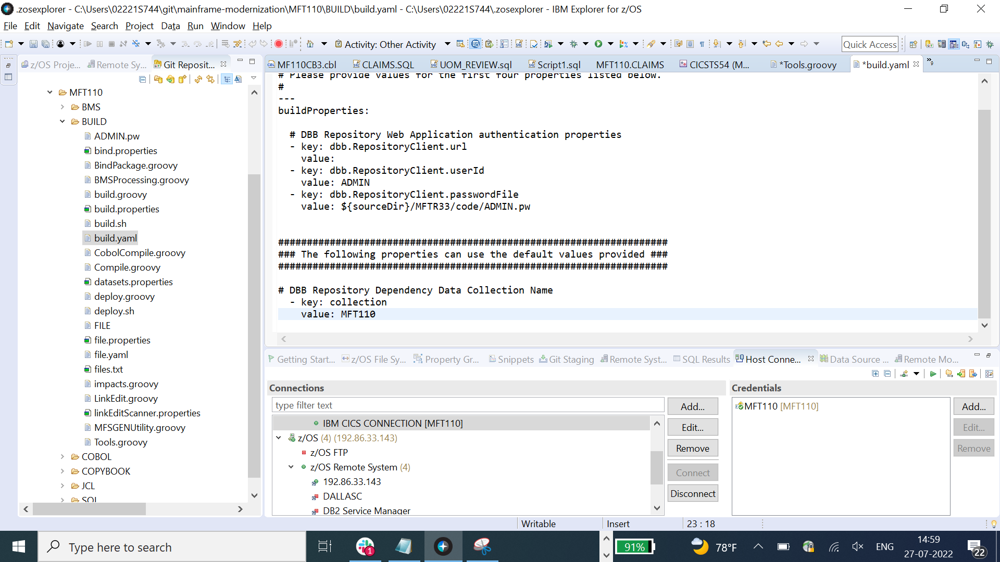 .zosexplorer - C:\Users\02221S744\git\mainframe-modernization\MFT110\BUILD\build.yaml - C:\Users\02221S744\.zosexplorer - IBM Explorer for z/OS
File Edit Navigate Search Project Data Run Window Help
Activity: Other Activity
Quick Access
z/OS Proje... Remote Sy... Git Reposit...
MF110CB3.cbl CLAIMS.SQL UOM_REVIEW.sql Script1.sql MFT110.CLAIMS CICSTS54 (M... *Tools.groovy *build.yaml »9
MFT110
BMS
BUILD
ADMIN.pw
bind.properties
BindPackage.groovy
BMSProcessing.groovy
build.groovy
build.properties
build.sh
build.yaml
CobolCompile.groovy
Compile.groovy
datasets.properties
deploy.groovy
deploy.sh
FILE
file.properties
file.yaml
files.txt
impacts.groovy
LinkEdit.groovy
linkEditScanner.properties
MFSGENUtility.groovy
Tools.groovy
COBOL
COPYBOOK
JCL
SQL
# Please provide values for the first four properties listed below.
#
---
buildProperties:
# DBB Repository Web Application authentication properties
- key: dbb.RepositoryClient.url
value:
- key: dbb.RepositoryClient.userId
value: ADMIN
- key: dbb.RepositoryClient.passwordFile
value: ${sourceDir}/MFTR33/code/ADMIN.pw
####################################################################
### The following properties can use the default values provided ###
####################################################################
# DBB Repository Dependency Data Collection Name
- key: collection
value: MFT110
Getting Start... z/OS File Sy... Property Gr... Snippets Git Staging Remote Syst... SQL Results Host Conne... Data Source ... Remote Mo...
Connections
type filter text
IBM CICS CONNECTION [MFT110]
z/OS (4) (192.86.33.143)
z/OS FTP
z/OS Remote System (4)
192.86.33.143
DALLASC
DB2 Service Manager
Add...
Edit...
Remove
Connect
Disconnect
Credentials
MFT110 [MFT110]
Add...
Edit...
Remove
Writable Insert 23 : 18
Type here to search
1
91%
78°F
ENG
14:59
27-07-2022
22